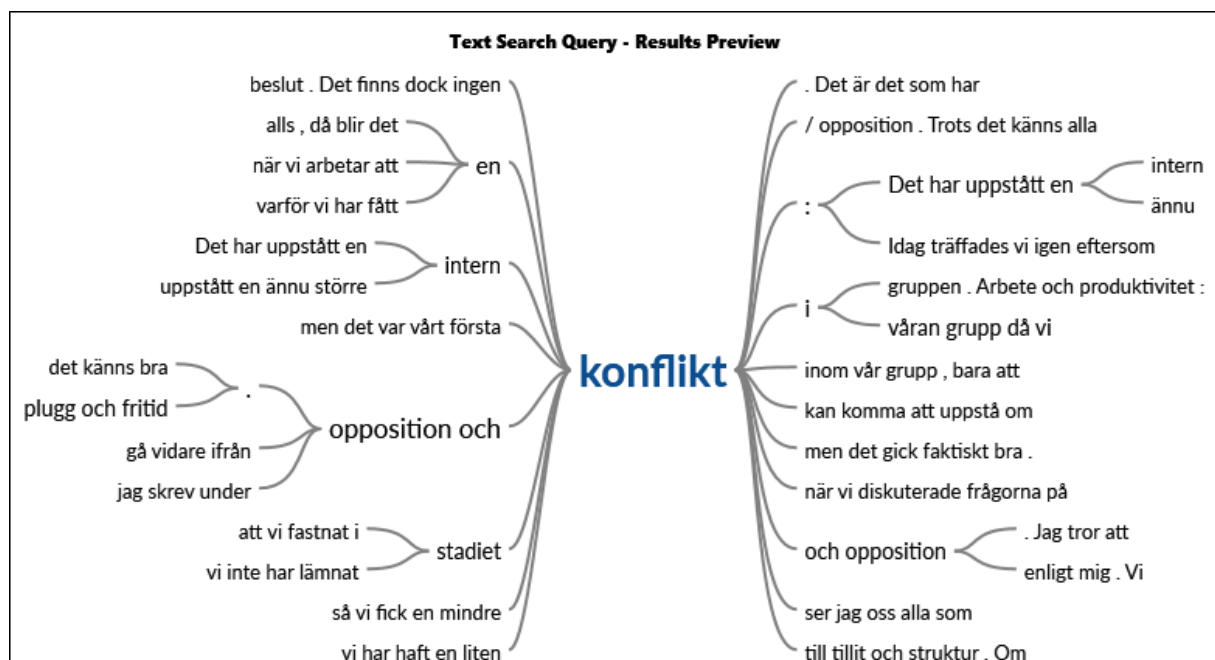 Text Search Query - Results Preview
beslut . Det finns dock ingen
alls , då blir det
när vi arbetar att
varför vi har fått
en
Det har uppstått en
uppstått en ännu större
intern
men det var vårt första
det känns bra
plugg och fritid
.
gå vidare ifrån
jag skrev under
opposition och
att vi fastnat i
vi inte har lämnat
stadiet
så vi fick en mindre
vi har haft en liten
konflikt
. Det är det som har
/ opposition . Trots det känns alla
:
Det har uppstått en
intern
ännu
Idag träffades vi igen eftersom
i
gruppen . Arbete och produktivitet :
våran grupp då vi
inom vår grupp , bara att
kan komma att uppstå om
men det gick faktiskt bra .
när vi diskuterade frågorna på
och opposition
. Jag tror att
enligt mig . Vi
ser jag oss alla som
till tillit och struktur . Om